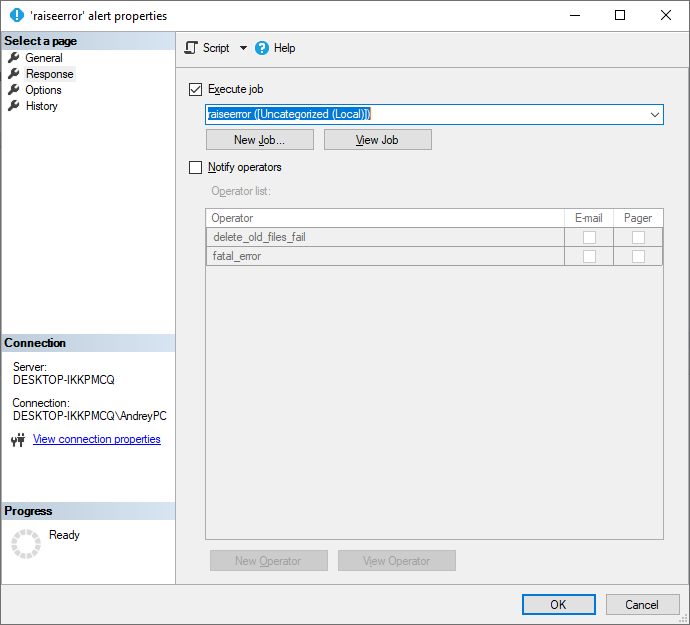 'raiseerror' alert properties
Select a page
General
Response
Options
History
Script
Help
Execute job
raiseerror ([Uncategorized (Local)])
New Job...
View Job
Notify operators
Operator list:
Operator E-mail Pager
delete_old_files_fail
fatal_error
New Operator
View Operator
Connection
Server:
DESKTOP-IKKPMCQ
Connection:
DESKTOP-IKKPMCQ\AndreyPC
View connection properties
Progress
Ready
OK
Cancel